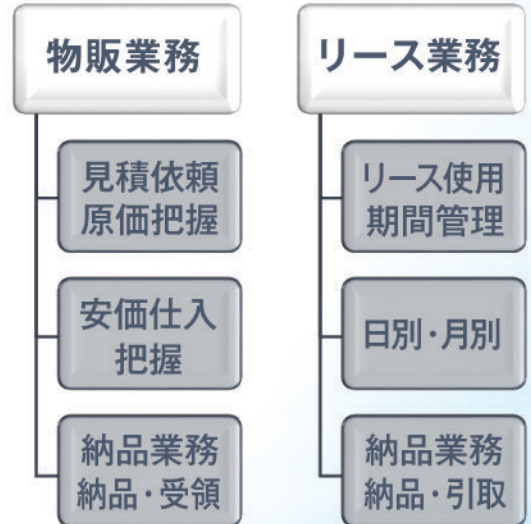 物販業務
見積依頼
原価把握
安価仕入
把握
納品業務
納品・受領
リース業務
リース使用
期間管理
日別・月別
納品業務
納品・引取